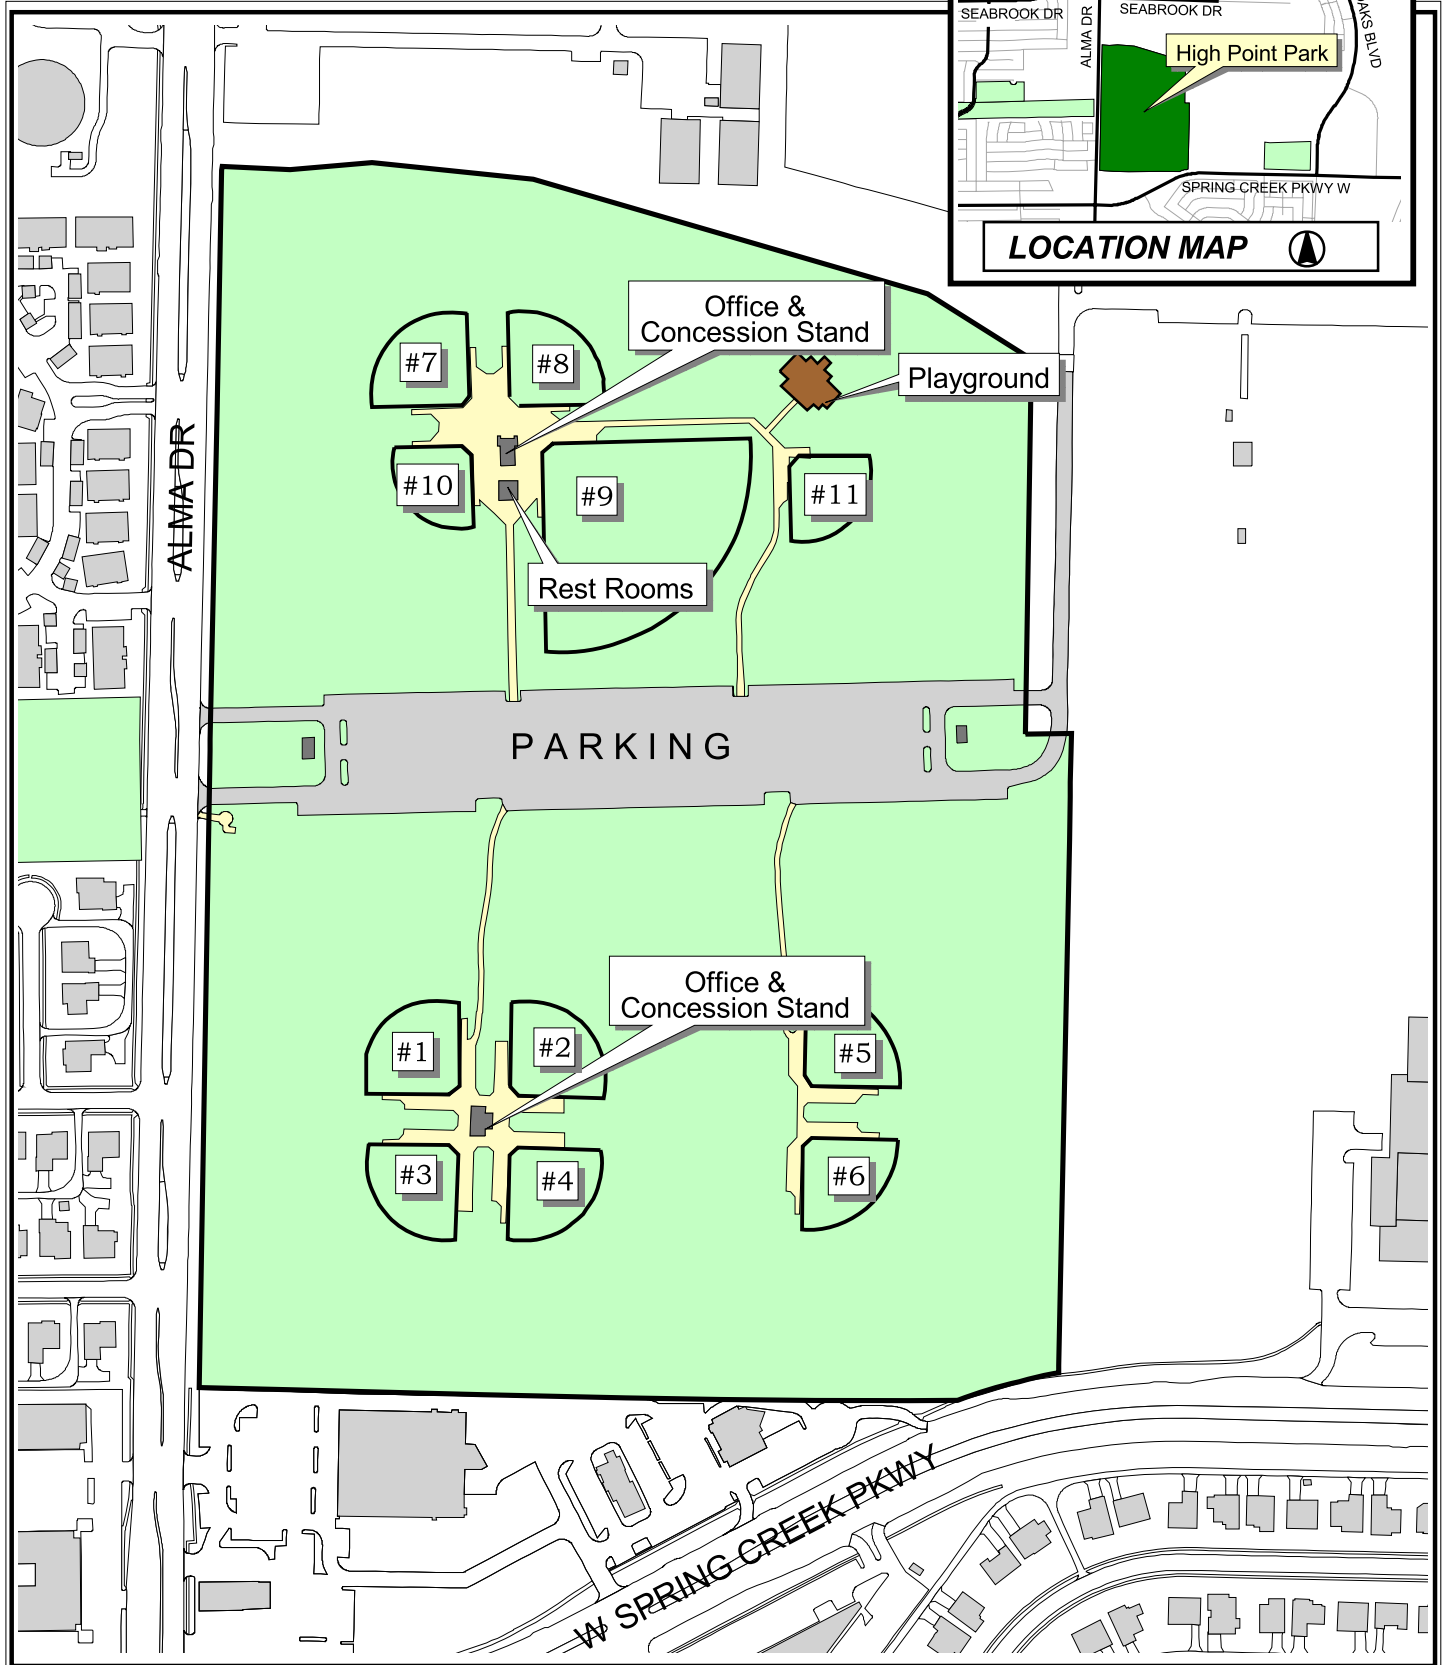 SEABROOK DR
ALMA DR
SEABROOK DR
High Point Park
SPRING CREEK PKWY W
LOCATION MAP
Office &
Concession Stand
#7
#8
Playground
ALMA DR
#10
#9
#11
Rest Rooms
PARKING
Office &
Concession Stand
#1
#2
#5
#3
#4
#6
W SPRING CREEK PKWY